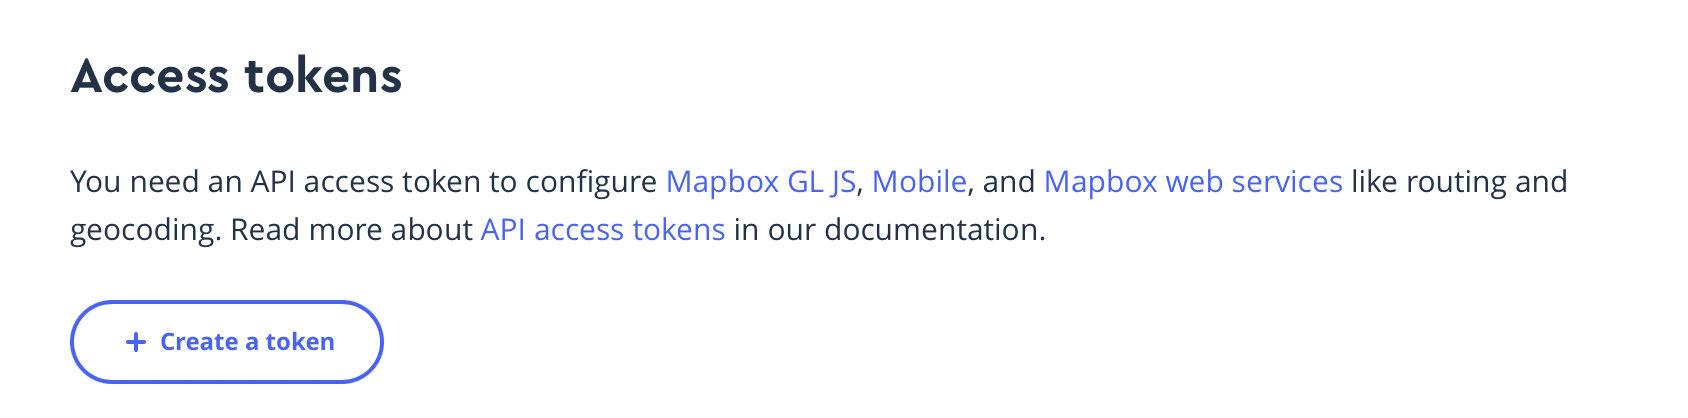 Access tokens
You need an API access token to configure Mapbox GL JS, Mobile, and Mapbox web services like routing and
geocoding. Read more about API access tokens in our documentation.
+ Create a token